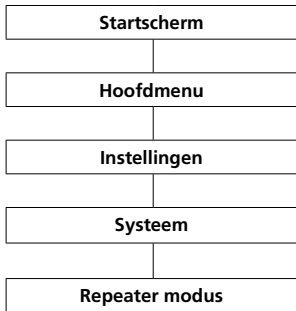 Startscherm
Hoofdmenu
Instellingen
Systeem
Repeater modus